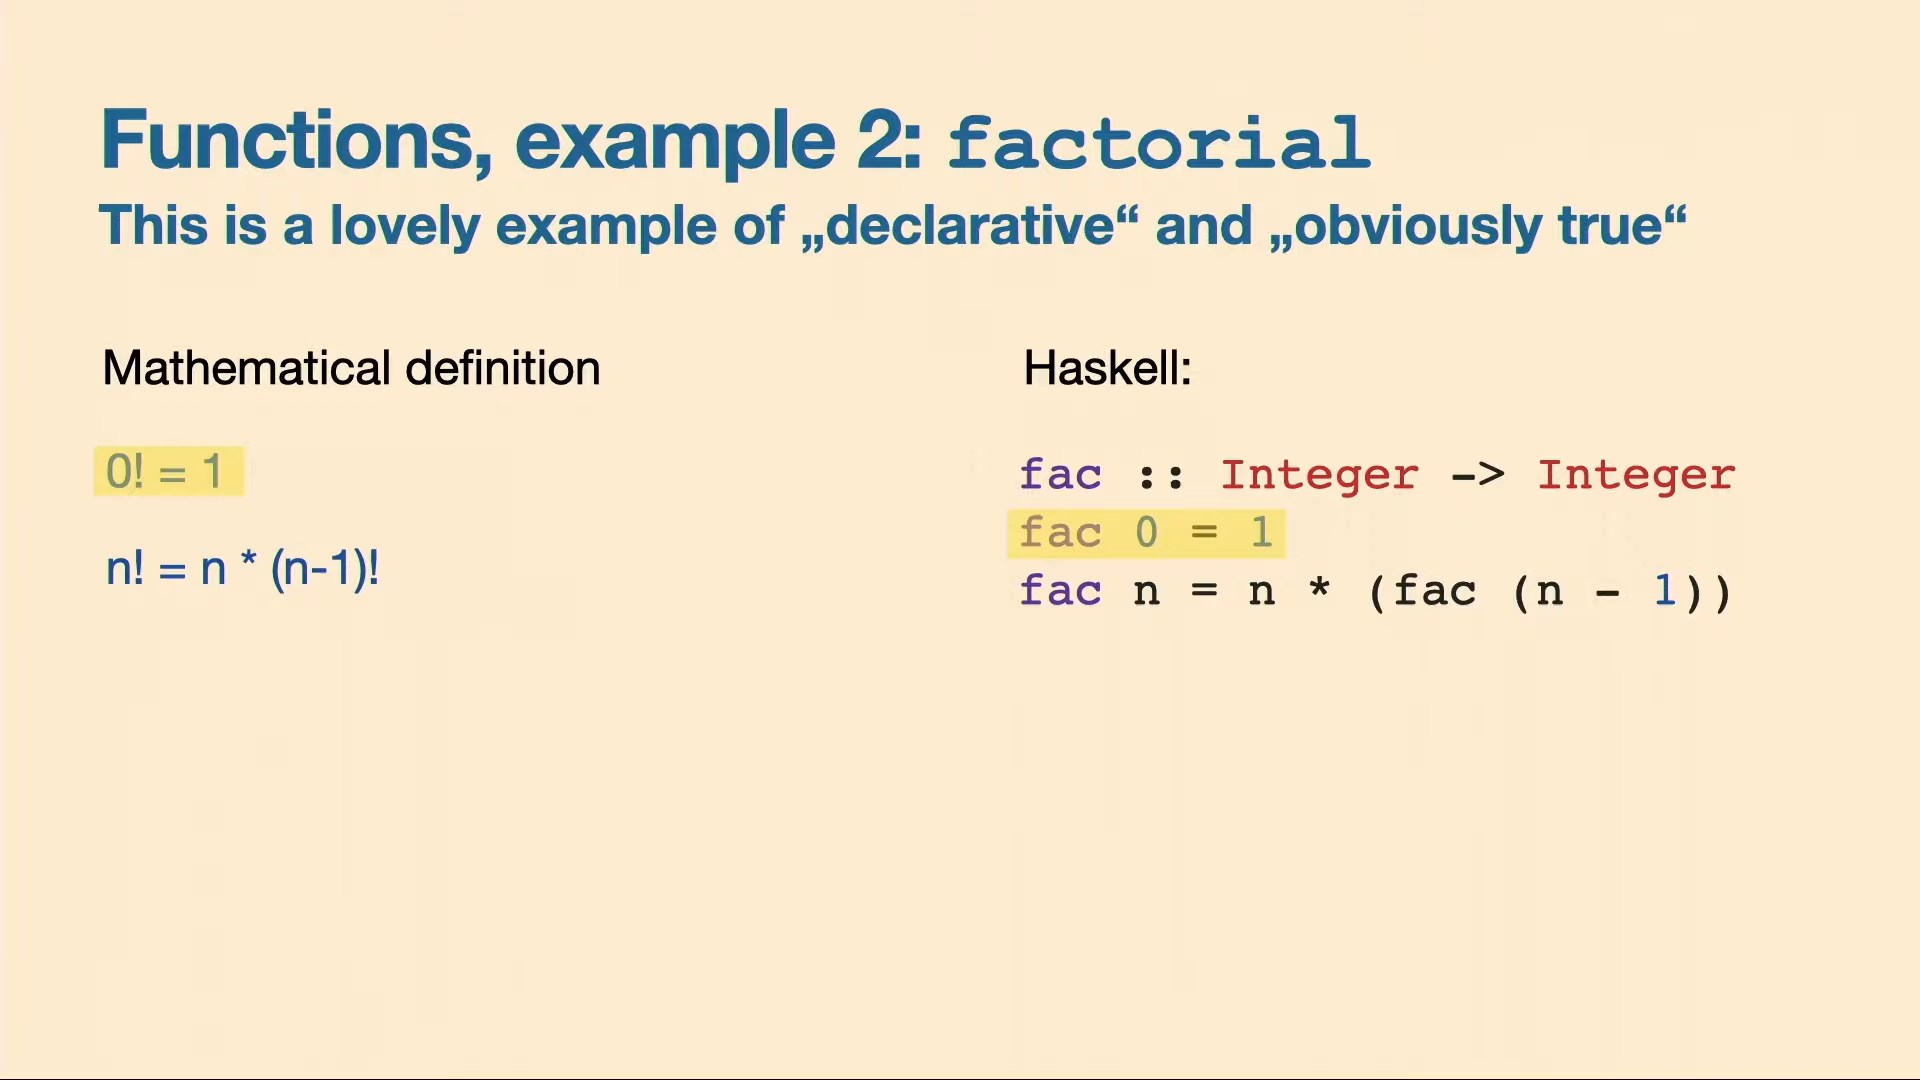 Functions, example 2: factorial
This is a lovely example of „declarative“ and „obviously true“
Mathematical definition
0! = 1
n! = n * (n-1)!
Haskell:
fac :: Integer -> Integer
fac 0 = 1
fac n = n * (fac (n - 1))